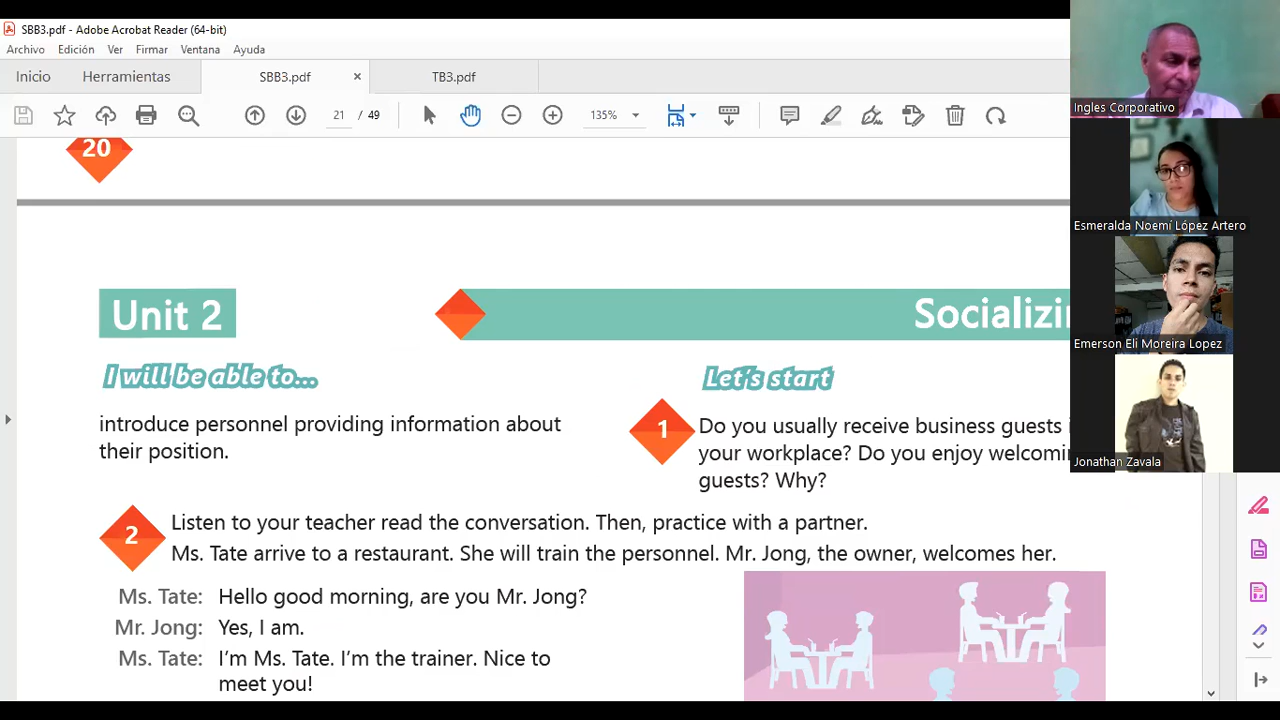 SBB3.pdf - Adobe Acrobat Reader (64-bit)
Archivo Edición Ver Firmar Ventana Ayuda
Inicio Herramientas SBB3.pdf × TB3.pdf
21 / 49 135%
20
Unit 2
Socializi
I will be able to...
introduce personnel providing information about
their position.
Let's start
1
Do you usually receive business guests
your workplace? Do you enjoy welcomin
guests? Why?
2
Listen to your teacher read the conversation. Then, practice with a partner.
Ms. Tate arrive to a restaurant. She will train the personnel. Mr. Jong, the owner, welcomes her.
Ms. Tate: Hello good morning, are you Mr. Jong?
Mr. Jong: Yes, I am.
Ms. Tate: I'm Ms. Tate. I'm the trainer. Nice to
meet you!
Ingles Corporativo
Esmeralda Noemí López Artero
Emerson Eli Moreira Lopez
Jonathan Zavala